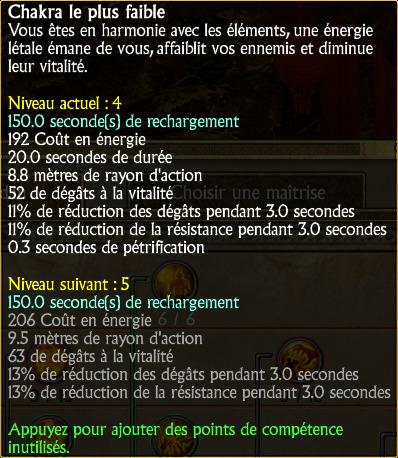 Chakra le plus faible
Vous êtes en harmonie avec les éléments, une énergie
létale émane de vous, affaiblit vos ennemis et diminue
leur vitalité.
Niveau actuel : 4
150.0 seconde(s) de rechargement
192 Coût en énergie
20.0 secondes de durée
8.8 mètres de rayon d'action
52 de dégâts à la vitalité
Choisir une maîtrise
11% de réduction des dégâts pendant 3.0 secondes
11% de réduction de la résistance pendant 3.0 secondes
0.3 secondes de pétrification
Niveau suivant : 5
150.0 seconde(s) de rechargement
206 Coût en énergie
6 / 6
9.5 mètres de rayon d'action
63 de dégâts à la vitalité
13% de réduction des dégâts pendant 3.0 secondes
13% de réduction de la résistance pendant 3.0 secondes
Appuyez pour ajouter des points de compétence
inutilisés.